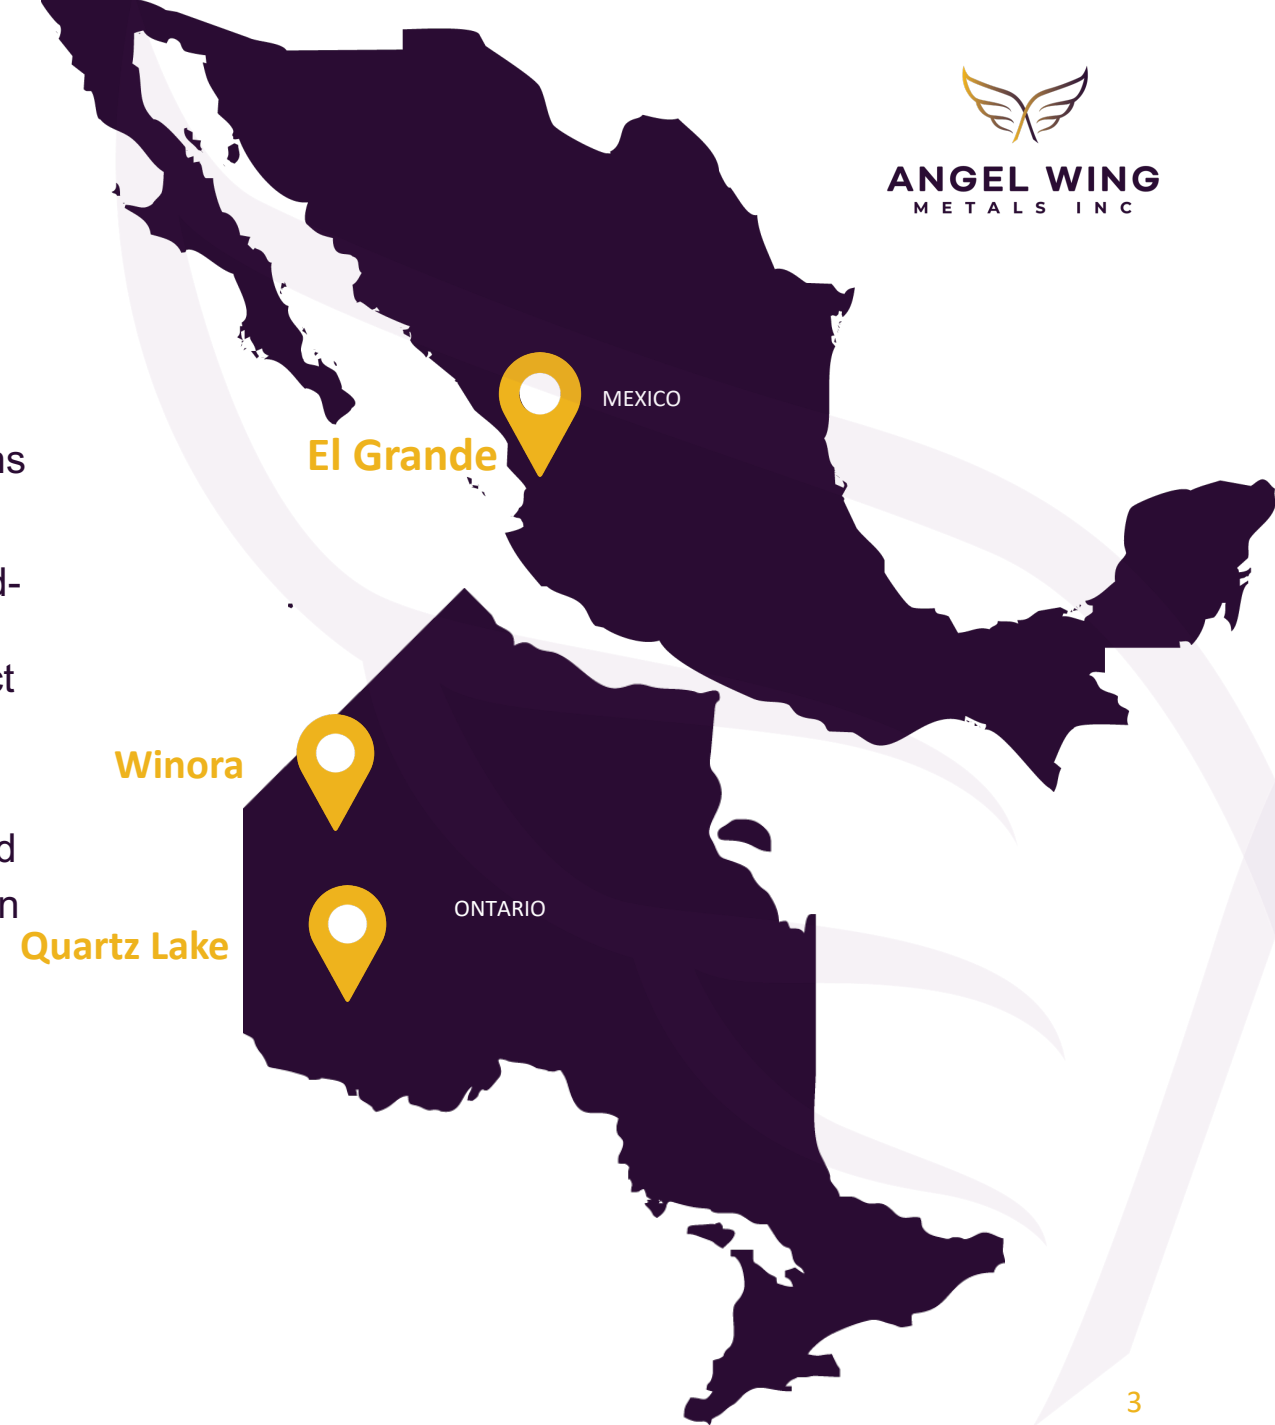 ANGEL WING
METALS INC
MEXICO
El Grande
Winora
ONTARIO
Quartz Lake
3